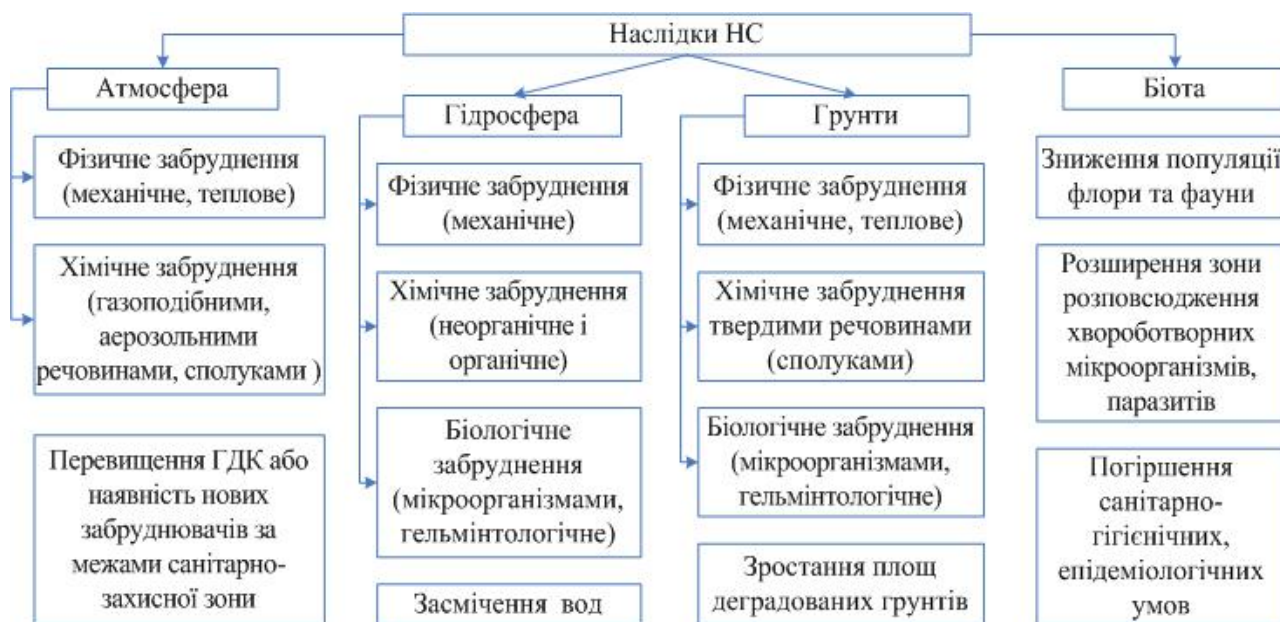 Наслідки НС
Атмосфера
Фізичне забруднення
(механічне, теплове)
Хімічне забруднення
(газоподібними,
аерозольними
речовинами, сполуками )
Перевищення ГДК або
наявність нових
забруднювачів за
межами санітарно-
захисної зони
Гідросфера
Фізичне забруднення
(механічне)
Хімічне забруднення
(неорганічне і
органічне)
Біологічне
забруднення
(мікроорганізмами,
гельмінтологічне)
Засмічення вод
Грунти
Фізичне забруднення
(механічне, теплове)
Хімічне забруднення
твердими речовинами
(сполуками)
Біологічне забруднення
(мікроорганізмами,
гельмінтологічне)
Зростання площ
деградованих грунтів
Біота
Зниження популяції
флори та фауни
Розширення зони
розповсюдження
хвороботворних
мікроорганізмів,
паразитів
Погіршення
санітарно-
гігієнічних,
епідеміологічних
умов